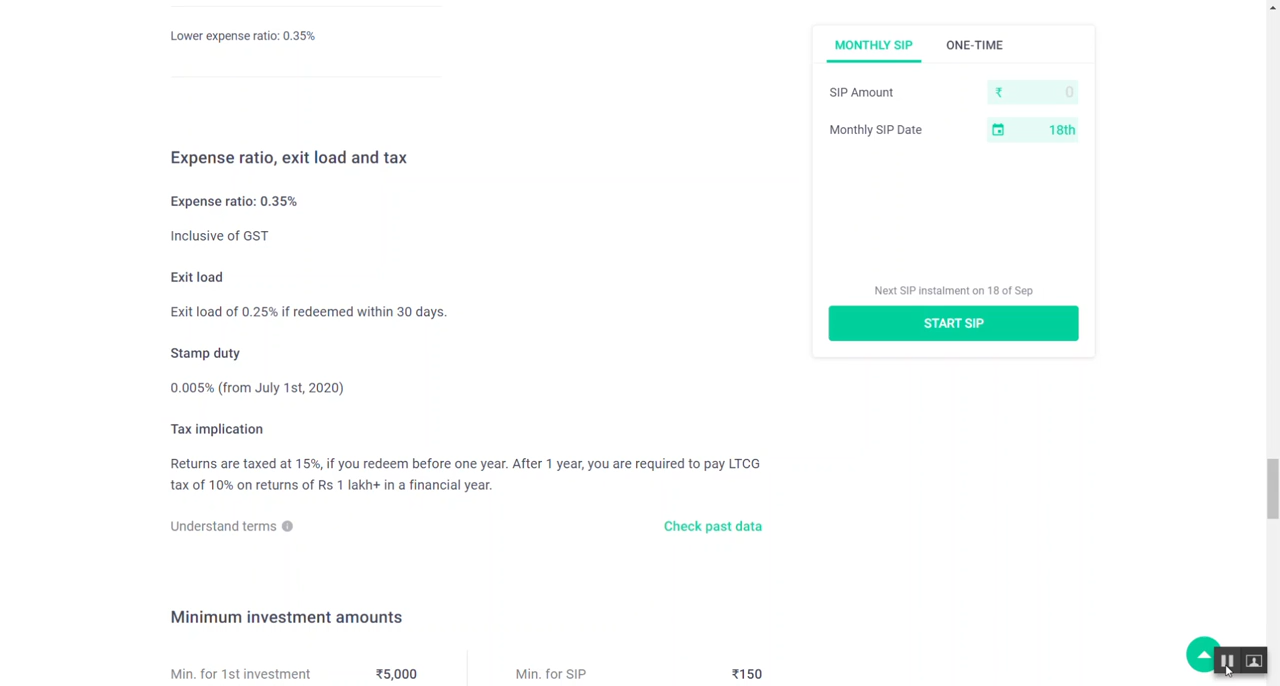 Lower expense ratio: 0.35%
MONTHLY SIP
ONE-TIME
SIP Amount
₹ 0
Monthly SIP Date
18th
Next SIP instalment on 18 of Sep
START SIP
Expense ratio, exit load and tax
Expense ratio: 0.35%
Inclusive of GST
Exit load
Exit load of 0.25% if redeemed within 30 days.
Stamp duty
0.005% (from July 1st, 2020)
Tax implication
Returns are taxed at 15%, if you redeem before one year. After 1 year, you are required to pay LTCG
tax of 10% on returns of Rs 1 lakh+ in a financial year.
Understand terms
Check past data
Minimum investment amounts
Min. for 1st investment ₹5,000
Min. for SIP ₹150